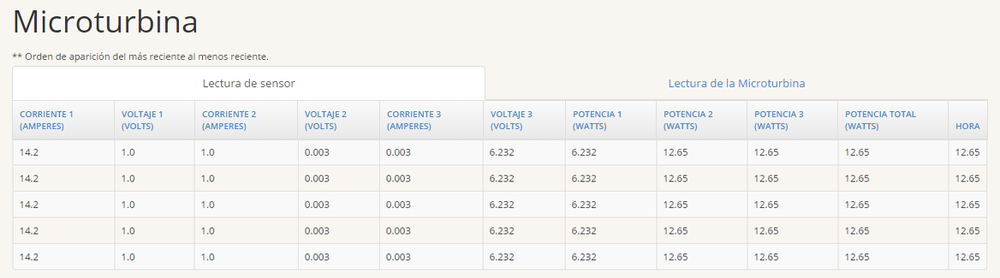 Microturbina
** Orden de aparición del más reciente al menos reciente.
Lectura de sensor Lectura de la Microturbina
CORRIENTE 1 (AMPERES) VOLTAJE 1 (VOLTS) CORRIENTE 2 (AMPERES) VOLTAJE 2 (VOLTS) CORRIENTE 3 (AMPERES) VOLTAJE 3 (VOLTS) POTENCIA 1 (WATTS) POTENCIA 2 (WATTS) POTENCIA 3 (WATTS) POTENCIA TOTAL (WATTS) HORA
14.2 1.0 1.0 0.003 0.003 6.232 6.232 12.65 12.65 12.65 12.65
14.2 1.0 1.0 0.003 0.003 6.232 6.232 12.65 12.65 12.65 12.65
14.2 1.0 1.0 0.003 0.003 6.232 6.232 12.65 12.65 12.65 12.65
14.2 1.0 1.0 0.003 0.003 6.232 6.232 12.65 12.65 12.65 12.65
14.2 1.0 1.0 0.003 0.003 6.232 6.232 12.65 12.65 12.65 12.65